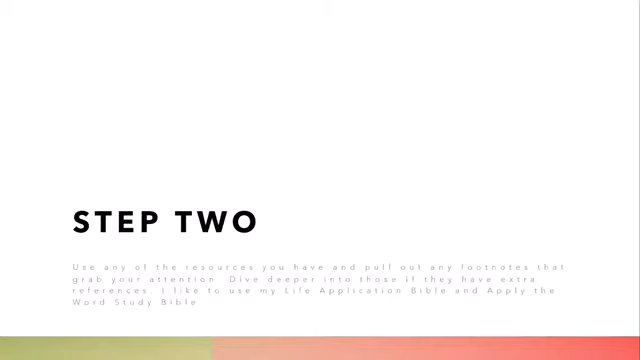 STEP TWO
Use any of the resources you have and pull out any footnotes that
grab your attention. Dive deeper into those if they have extra
references. I like to use my Life Application Bible and Apply the
Word Study Bible